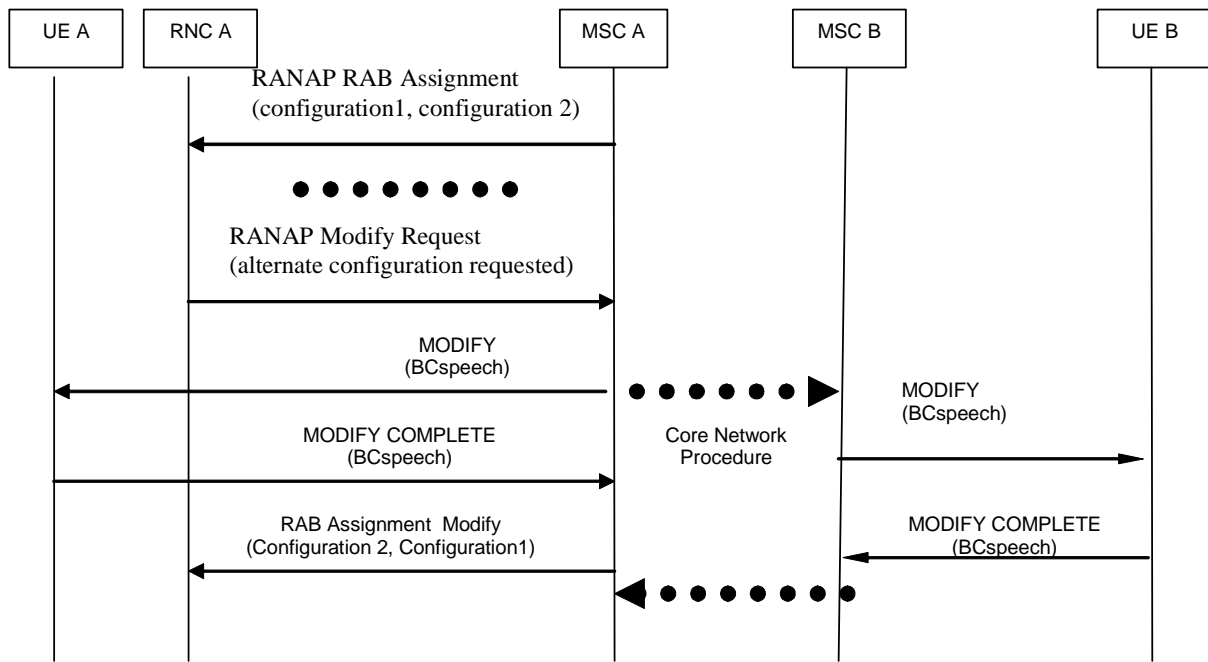 UE A
RNC A
MSC A
MSC B
UE B
RANAP RAB Assignment
(configuration1, configuration 2)
RANAP Modify Request
(alternate configuration requested)
MODIFY
(BCspeech)
MODIFY
(BCspeech)
MODIFY COMPLETE
(BCspeech)
Core Network
Procedure
RAB Assignment Modify
(Configuration 2, Configuration1)
MODIFY COMPLETE
(BCspeech)